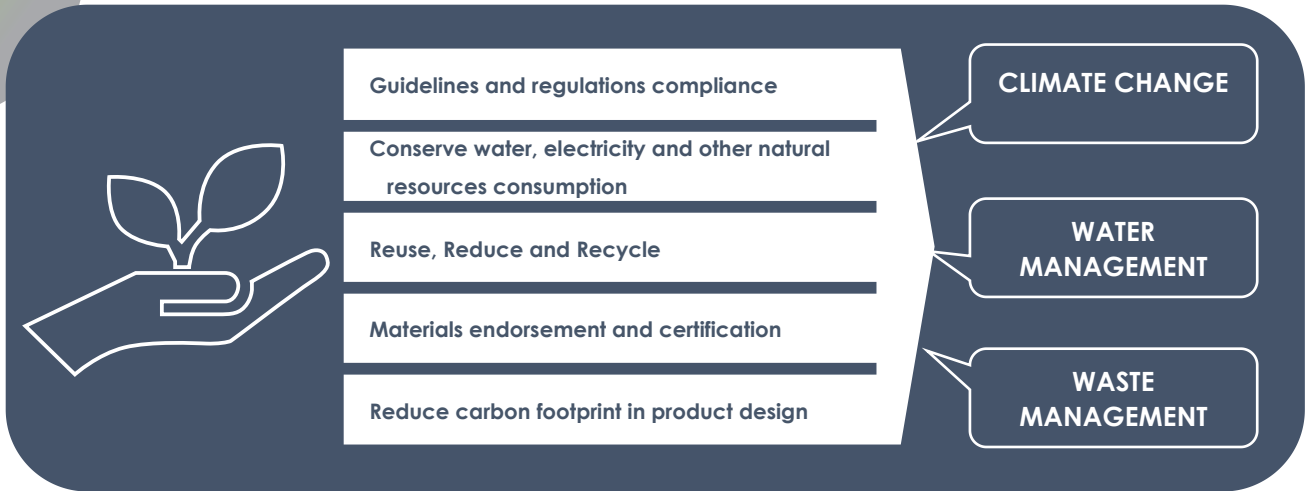 Guidelines and regulations compliance
Conserve water, electricity and other natural
resources consumption
Reuse, Reduce and Recycle
Materials endorsement and certification
Reduce carbon footprint in product design
CLIMATE CHANGE
WATER
MANAGEMENT
WASTE
MANAGEMENT